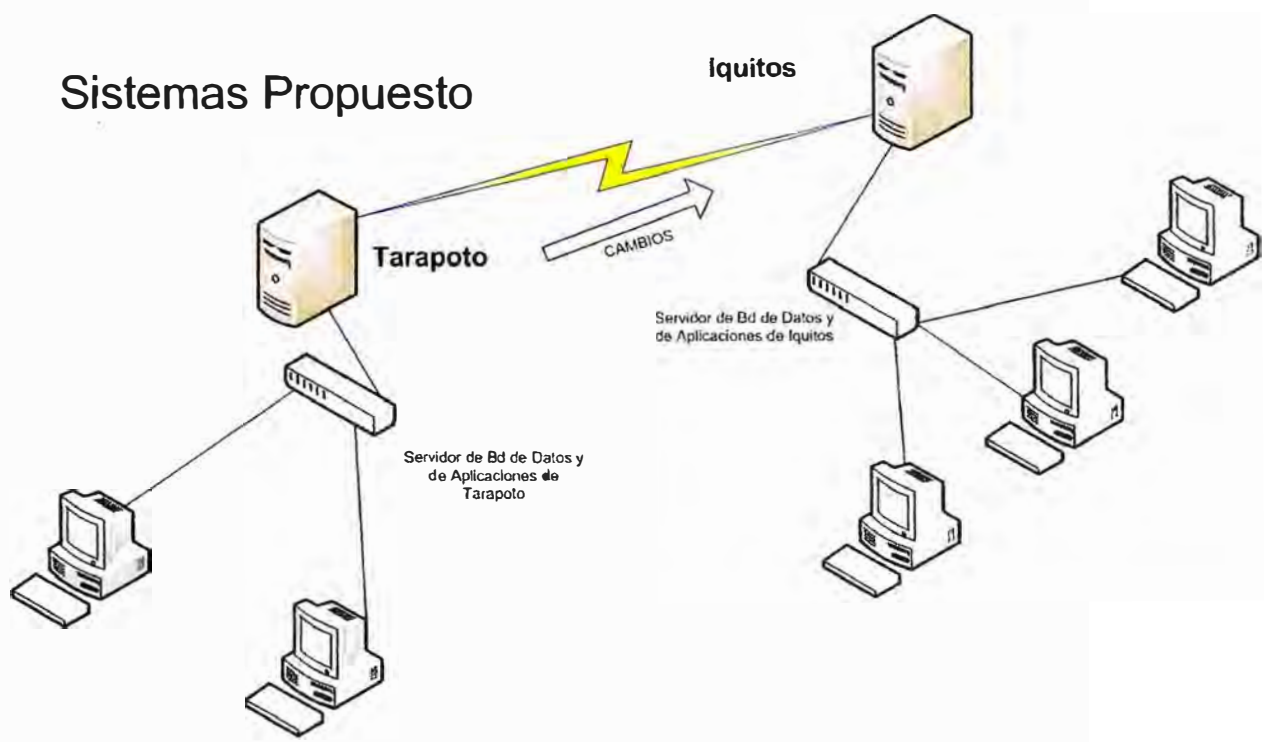 Sistemas Propuesto
Iquitos
Tarapoto
CAMBIOS
Servidor de Bd de Datos y
de Aplicaciones de Iquitos
Servidor de Bd de Datos y
de Aplicaciones de
Tarapoto